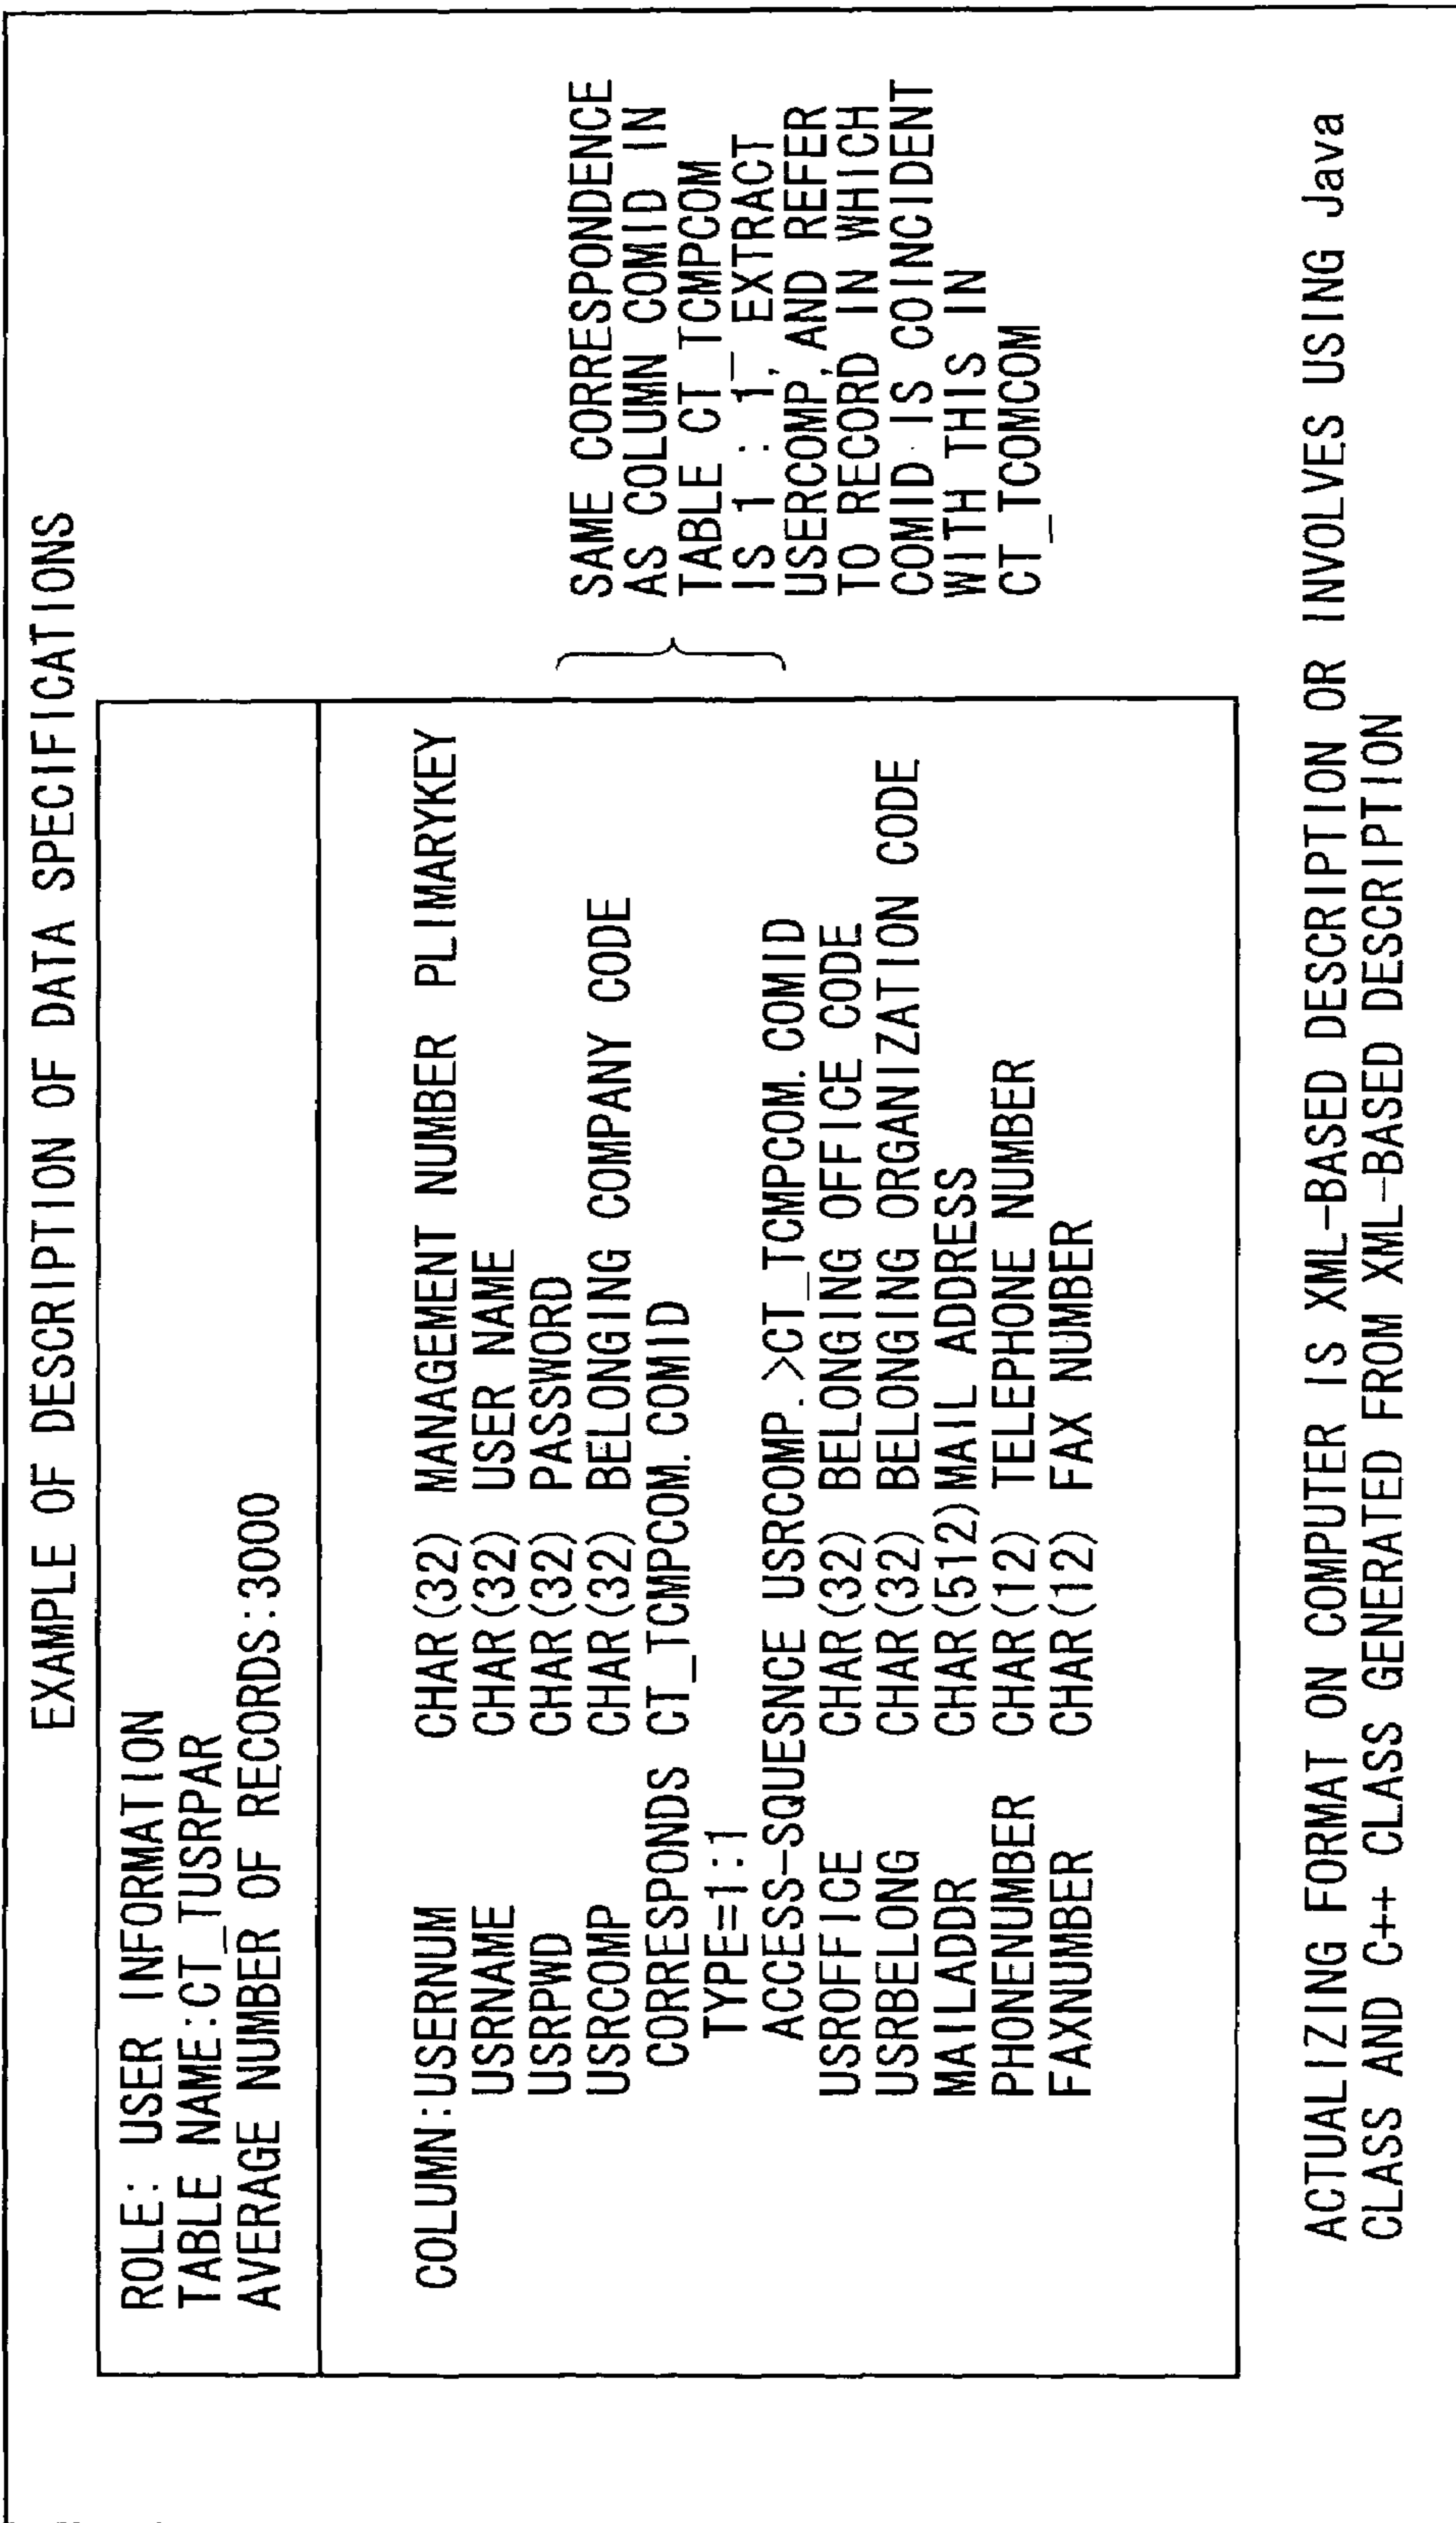 EXAMPLE OF DESCRIPTION OF DATA SPECIFICATIONS
ROLE: USER INFORMATION
TABLE NAME:CT_TUSRPAR
AVERAGE NUMBER OF RECORDS:3000
COLUMN:USERNUM CHAR(32) MANAGEMENT NUMBER PLIMARYKEY
USRNAME CHAR(32) USER NAME
USRPWD CHAR(32) PASSWORD
USRCOMP CHAR(32) BELONGING COMPANY CODE
CORRESPONDS CT_TCMPCOM.COMID
TYPE=1:1
ACCESS-SQUESNCE USRCOMP.>CT_TCMPCOM.COMID
USROFFICE CHAR(32) BELONGING OFFICE CODE
USRBELONG CHAR(32) BELONGING ORGANIZATION CODE
MAILADDR CHAR(512) MAIL ADDRESS
PHONENUMBER CHAR(12) TELEPHONE NUMBER
FAXNUMBER CHAR(12) FAX NUMBER
SAME CORRESPONDENCE
AS COLUMN COMID IN
TABLE CT_TCMPCOM
IS 1 : 1, EXTRACT
USERCOMP, AND REFER
TO RECORD IN WHICH
COMID IS COINCIDENT
WITH THIS IN
CT_TCOMCOM
ACTUALIZING FORMAT ON COMPUTER IS XML-BASED DESCRIPTION OR INVOLVES USING Java
CLASS AND C++ CLASS GENERATED FROM XML-BASED DESCRIPTION